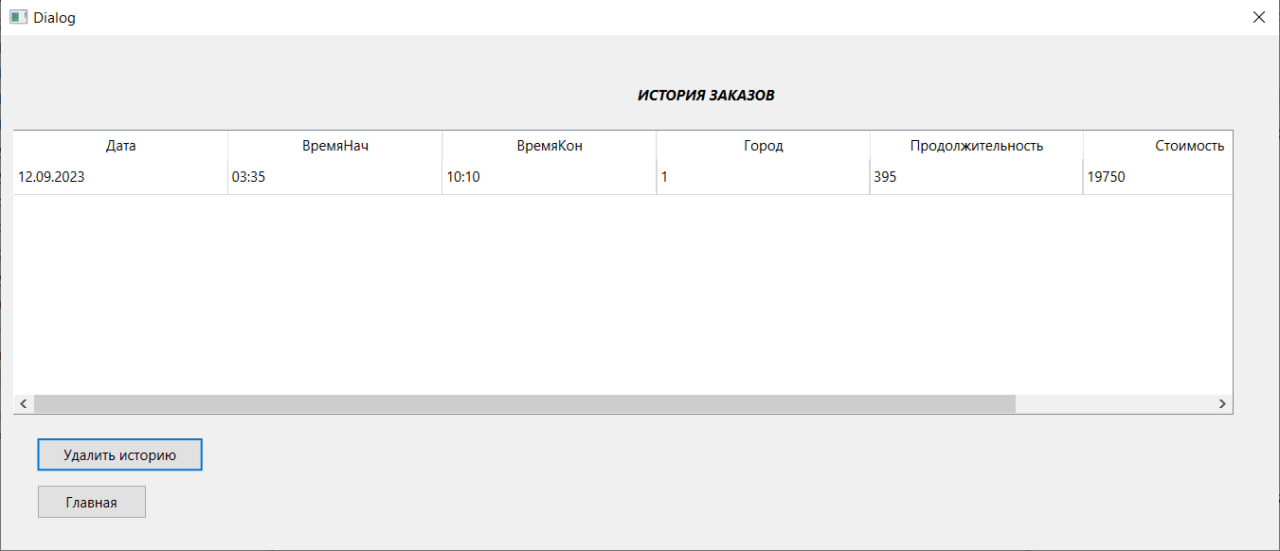 Dialog
ИСТОРИЯ ЗАКАЗОВ
Дата ВремяНач ВремяКон Город Продолжительность Стоимость
12.09.2023 03:35 10:10 1 395 19750
Удалить историю
Главная